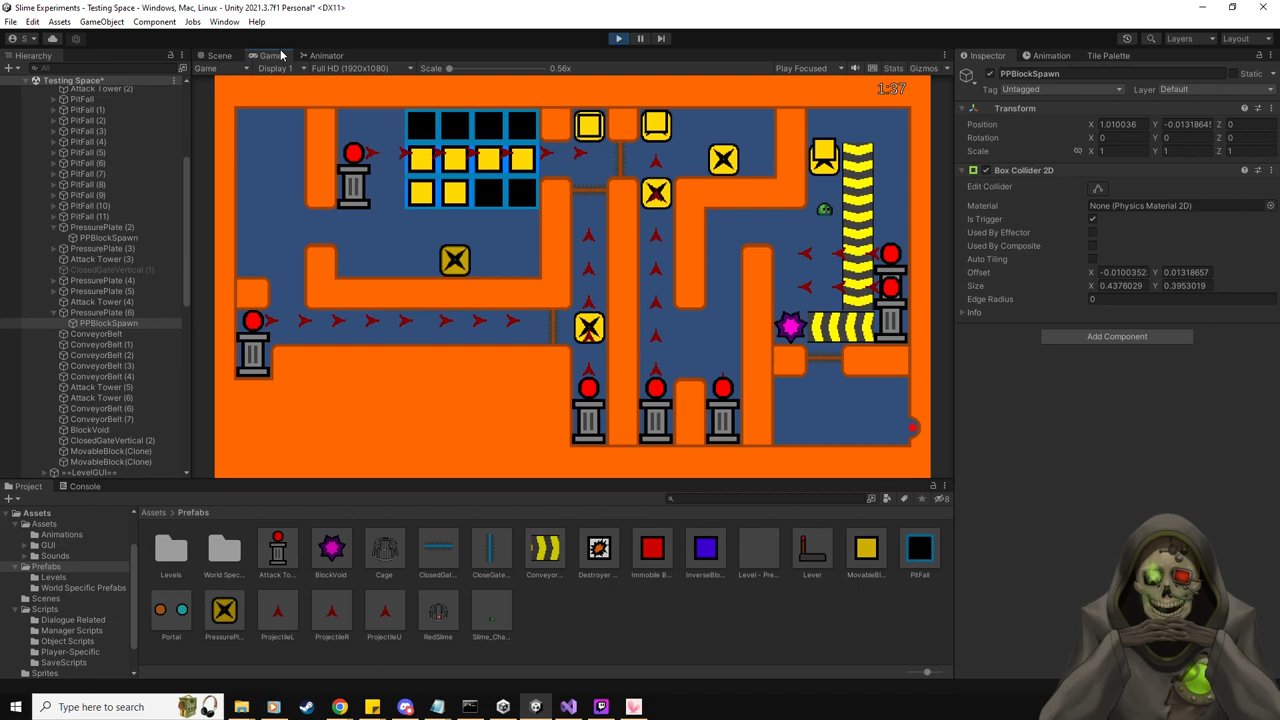 Slime Experiments - Testing Space - Windows, Mac, Linux - Unity 2021.3.7f1 Personal* <DX11>
File Edit Assets GameObject Component Jobs Window Help
S
Layers Layout
Hierarchy
All
Testing Space*
Attack Tower (2)
PitFall
PitFall (1)
PitFall (2)
PitFall (3)
PitFall (4)
PitFall (5)
PitFall (6)
PitFall (7)
PitFall (8)
PitFall (9)
PitFall (10)
PitFall (11)
PressurePlate (2)
PPBlockSpawn
PressurePlate (3)
Attack Tower (3)
ClosedGateVertical (1)
PressurePlate (4)
PressurePlate (5)
Attack Tower (4)
PressurePlate (6)
PPBlockSpawn
ConveyorBelt
ConveyorBelt (1)
ConveyorBelt (2)
ConveyorBelt (3)
ConveyorBelt (4)
Attack Tower (5)
Attack Tower (6)
ConveyorBelt (6)
ConveyorBelt (7)
BlockVoid
ClosedGateVertical (2)
MovableBlock(Clone)
MovableBlock(Clone)
==LevelGUI==
Scene Game Animator
Game Display 1 Full HD (1920x1080) Scale 0.56x Play Focused Stats Gizmos
1:37
Inspector Animation Tile Palette
PPBlockSpawn Static
Tag Untagged Layer Default
Transform
Position X 1.010036 Y -0.01318645 Z 0
Rotation X 0 Y 0 Z 0
Scale X 1 Y 1 Z 1
Box Collider 2D
Edit Collider
Material None (Physics Material 2D)
Is Trigger
Used By Effector
Used By Composite
Auto Tiling
Offset X -0.0100352 Y 0.01318657
Size X 0.4376029 Y 0.3953019
Edge Radius 0
Info
Add Component
Project Console
8
Assets
Assets
Animations
GUI
Sounds
Prefabs
Levels
World Specific Prefabs
Scenes
Scripts
Dialogue Related
Manager Scripts
Object Scripts
Player-Specific
SaveScripts
Sprites
Assets > Prefabs
Levels World Spec... Attack To... BlockVoid Cage ClosedGat... CloseGate... Conveyor... Destroyer ... Immobile B... InverseBlo... Level - Pre... Lever MovableBl... PitFall
Portal PressurePl... ProjectileL ProjectileR ProjectileU RedSlime Slime_Cha...
Type here to search